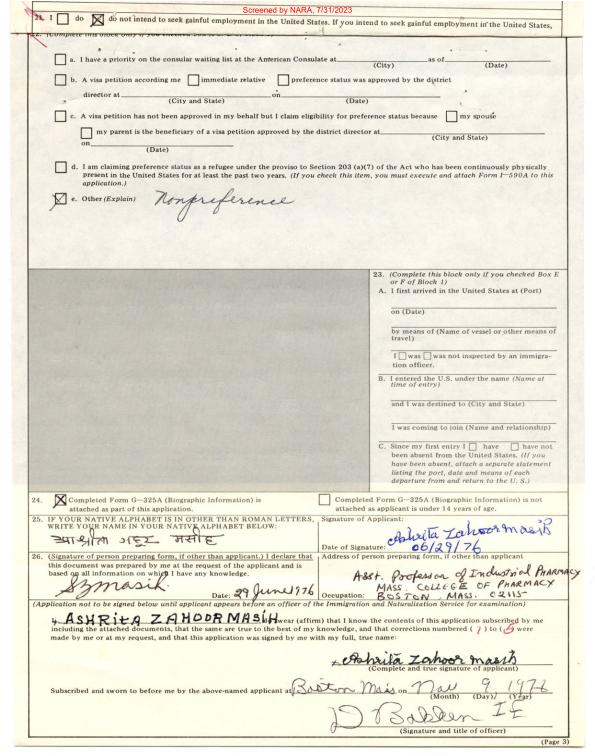 Screened by NARA, 7/31/2023
21. I do do not intend to seek gainful employment in the United States. If you intend to seek gainful employment in the United States,
22. (Complete this block only if you checked
a. I have a priority on the consular waiting list at the American Consulate at as of
(City) (Date)
b. A visa petition according me immediate relative preference status was approved by the district
director at on
(City and State) (Date)
c. A visa petition has not been approved in my behalf but I claim eligibility for preference status because my spouse
my parent is the beneficiary of a visa petition approved by the district director at
(City and State)
on
(Date)
d. I am claiming preference status as a refugee under the proviso to Section 203 (a)(7) of the Act who has been continuously physically
present in the United States for at least the past two years. (If you check this item, you must execute and attach Form I-590A to this
application.)
e. Other (Explain) Nonpreference
23. (Complete this block only if you checked Box E
or F of Block 1)
A. I first arrived in the United States at (Port)
on (Date)
by means of (Name of vessel or other means of
travel)
I was was not inspected by an immigra-
tion officer.
B. I entered the U.S. under the name (Name at
time of entry)
and I was destined to (City and State)
I was coming to join (Name and relationship)
C. Since my first entry I have have not
been absent from the United States. (If you
have been absent, attach a separate statement
listing the port, date and means of each
departure from and return to the U. S.)
24. Completed Form G-325A (Biographic Information) is
attached as part of this application.
Completed Form G-325A (Biographic Information) is not
attached as applicant is under 14 years of age.
25. IF YOUR NATIVE ALPHABET IS IN OTHER THAN ROMAN LETTERS,
WRITE YOUR NAME IN YOUR NATIVE ALPHABET BELOW:
मसीह
Signature of Applicant:
Ashrita Zahoor Masih
Date of Signature: 06/29/76
26. (Signature of person preparing form, if other than applicant.) I declare that
this document was prepared by me at the request of the applicant and is
based on all information on which I have any knowledge.
SZMasih Date: 29 June 1976
Address of person preparing form, if other than applicant
Asst. Professor of Industrial PHARMACY
MASS. COLLEGE OF PHARMACY
Occupation: BOSTON, MASS. 02115
(Application not to be signed below until applicant appears before an officer of the Immigration and Naturalization Service for examination)
I, ASHRITA ZAHOOR MASIH swear (affirm) that I know the contents of this application subscribed by me
including the attached documents, that the same are true to the best of my knowledge, and that corrections numbered ( 1 ) to ( ) were
made by me or at my request, and that this application was signed by me with my full, true name:
x Ashrita Zahoor Masih
(Complete and true signature of applicant)
Subscribed and sworn to before me by the above-named applicant at Boston Mass on Nov 9 1976
(Month) (Day) (Year)
(Signature and title of officer)
(Page 3)